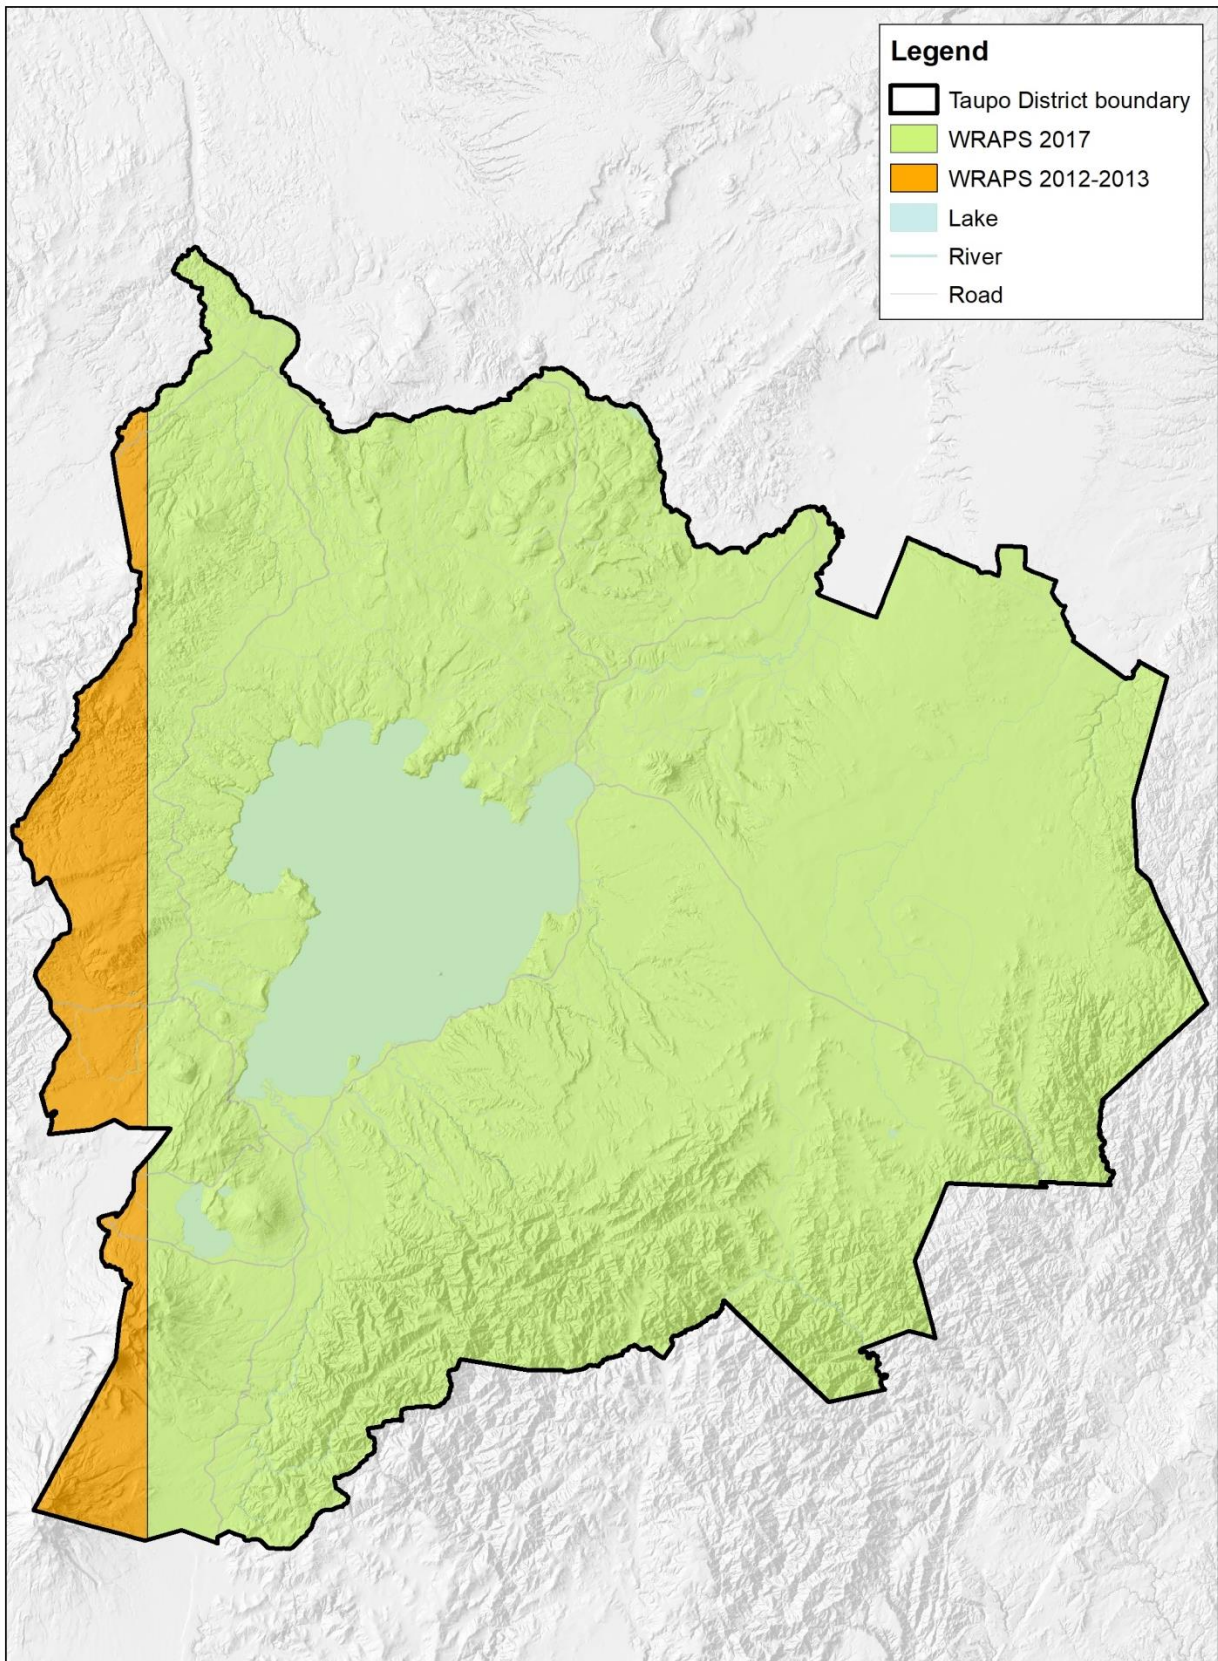 Legend
Taupo District boundary
WRAPS 2017
WRAPS 2012-2013
Lake
River
Road